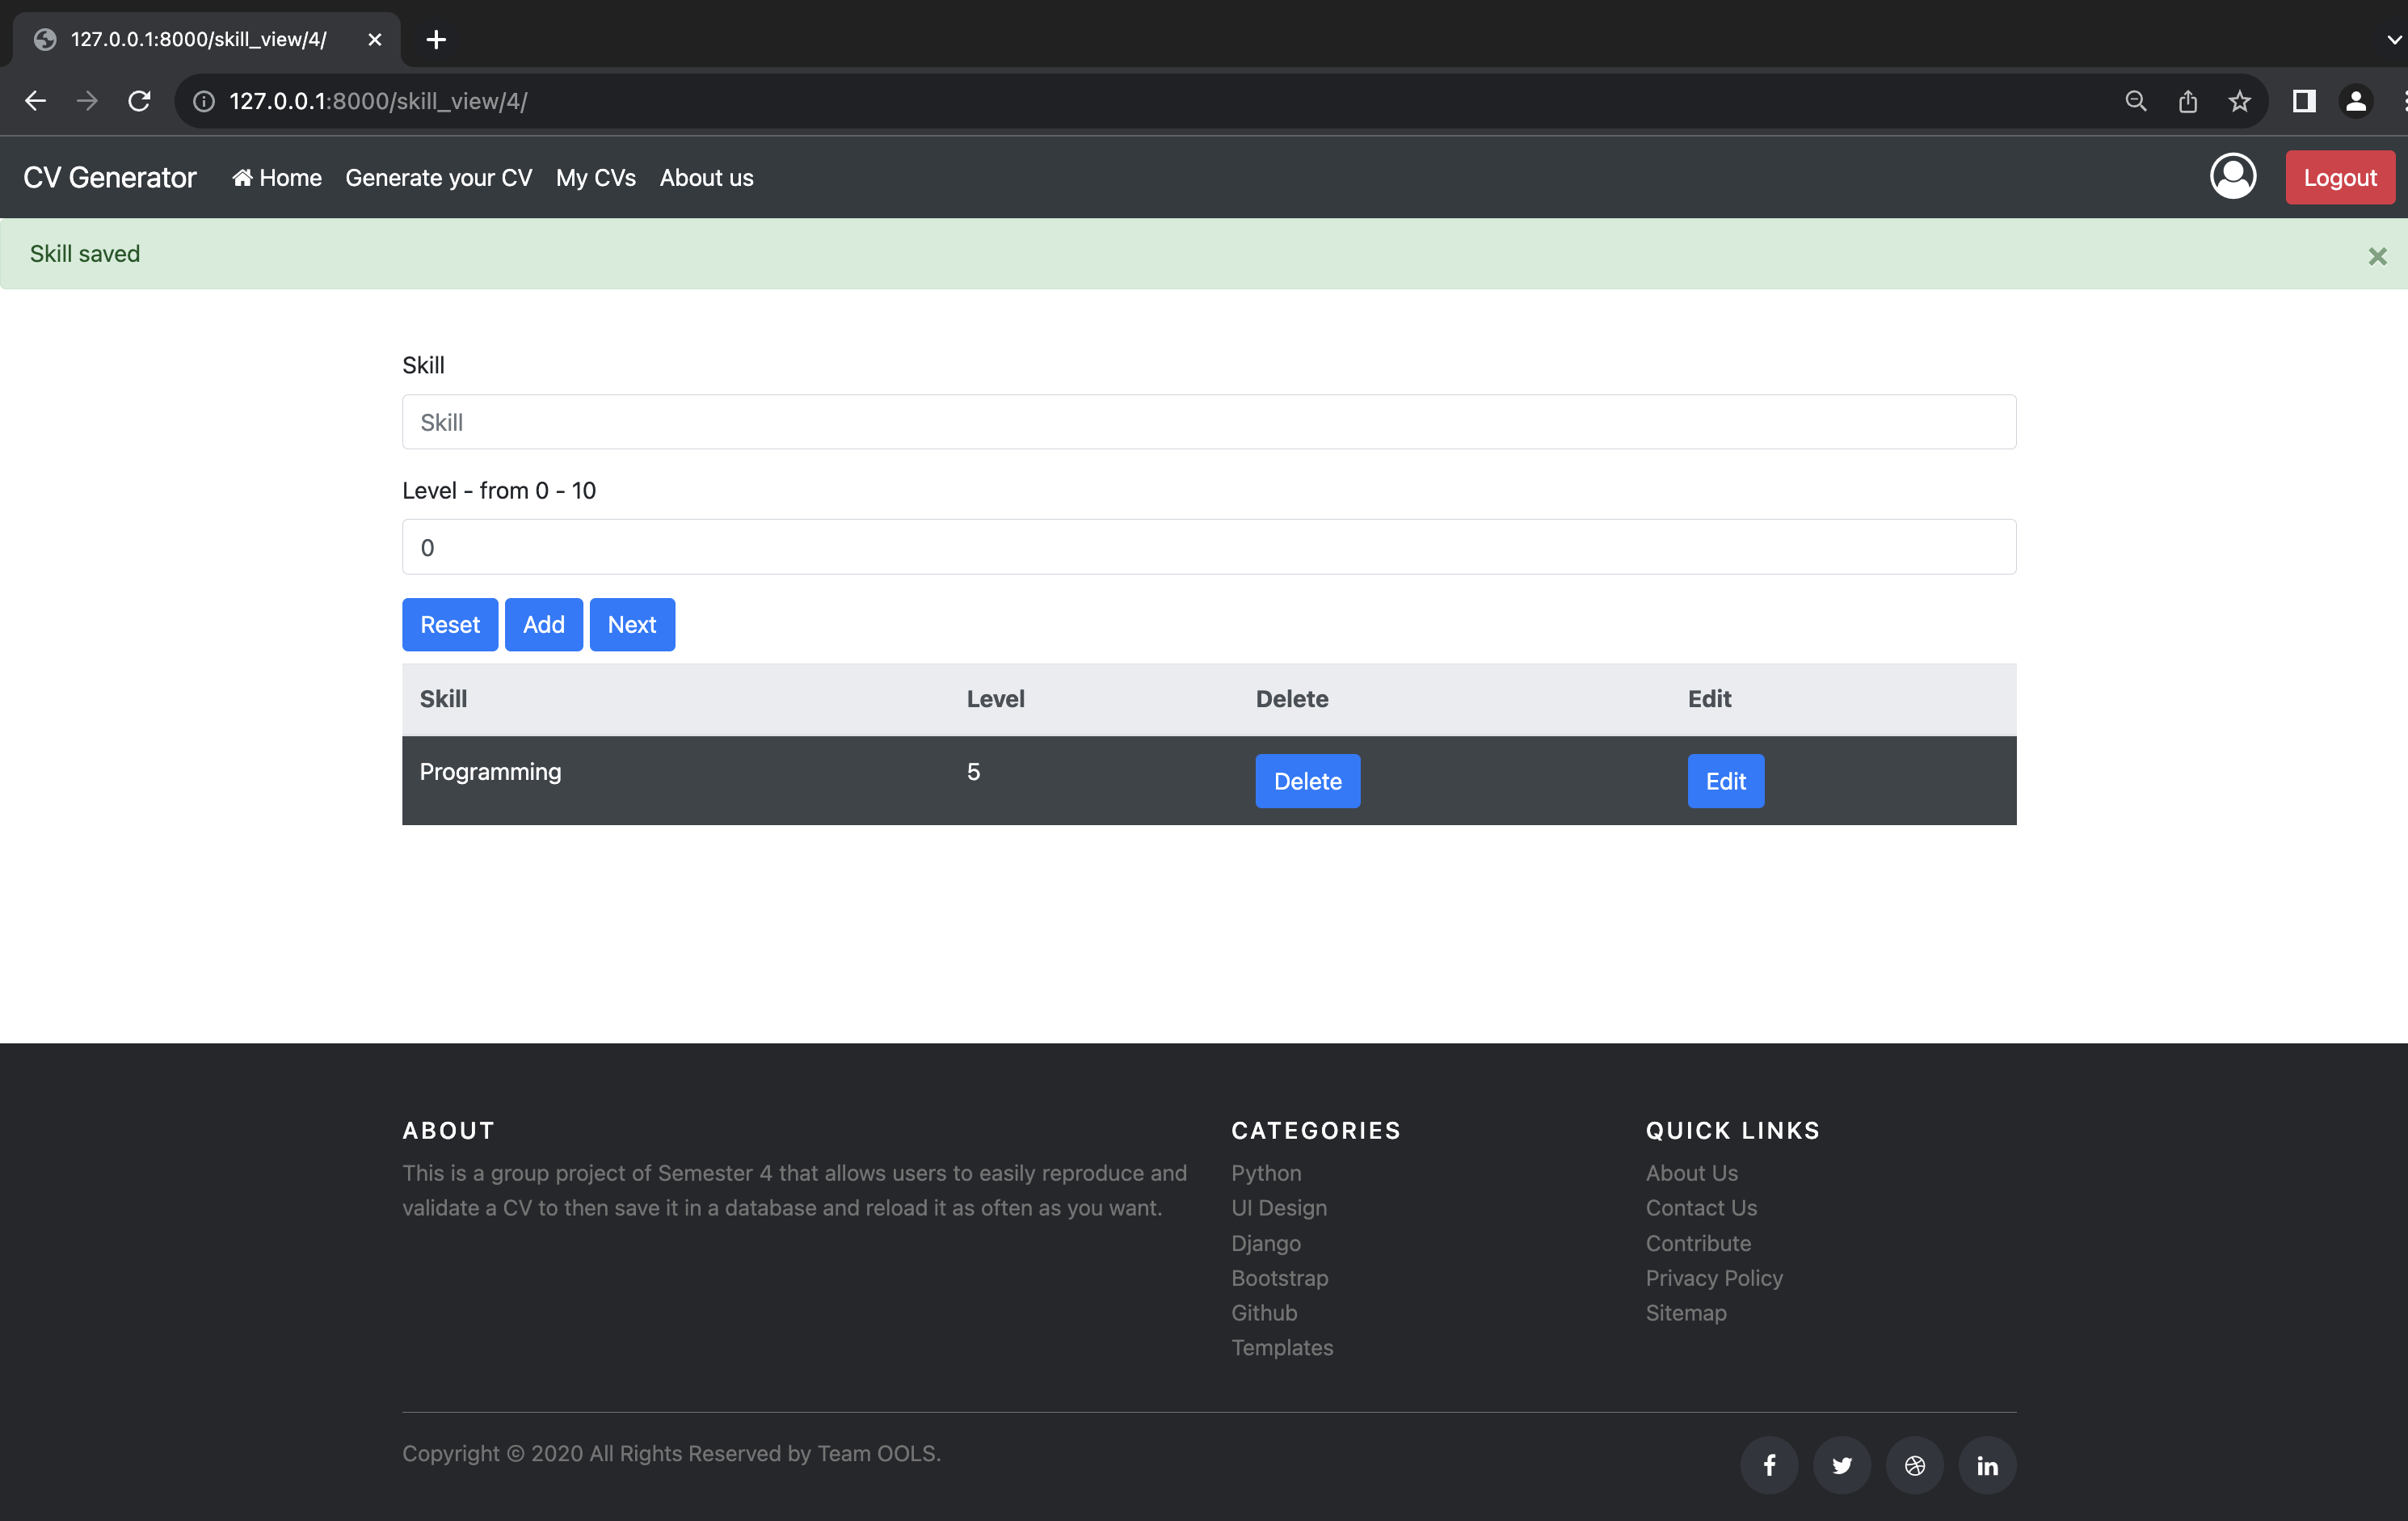 127.0.0.1:8000/skill_view/4/
127.0.0.1:8000/skill_view/4/
CV Generator Home Generate your CV My CVs About us Logout
Skill saved ×
Skill
Skill
Level - from 0 - 10
0
Reset Add Next
Skill Level Delete Edit
Programming 5 Delete Edit
ABOUT
This is a group project of Semester 4 that allows users to easily reproduce and
validate a CV to then save it in a database and reload it as often as you want.
CATEGORIES
Python
UI Design
Django
Bootstrap
Github
Templates
QUICK LINKS
About Us
Contact Us
Contribute
Privacy Policy
Sitemap
Copyright © 2020 All Rights Reserved by Team OOLS.